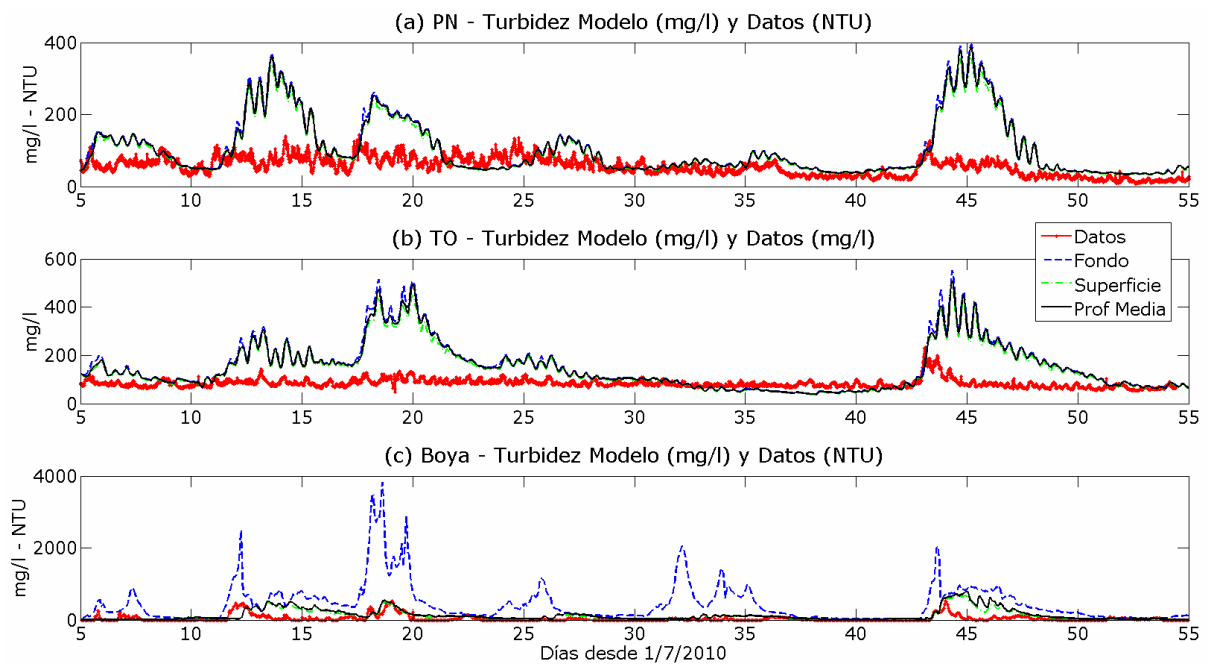 (a) PN - Turbidez Modelo (mg/l) y Datos (NTU)
mg/l - NTU
400
200
0
5 10 15 20 25 30 35 40 45 50 55
(b) TO - Turbidez Modelo (mg/l) y Datos (mg/l)
mg/l
600
400
200
0
5 10 15 20 25 30 35 40 45 50 55
Datos
Fondo
Superficie
Prof Media
(c) Boya - Turbidez Modelo (mg/l) y Datos (NTU)
mg/l - NTU
4000
2000
0
5 10 15 20 25 30 35 40 45 50 55
Días desde 1/7/2010